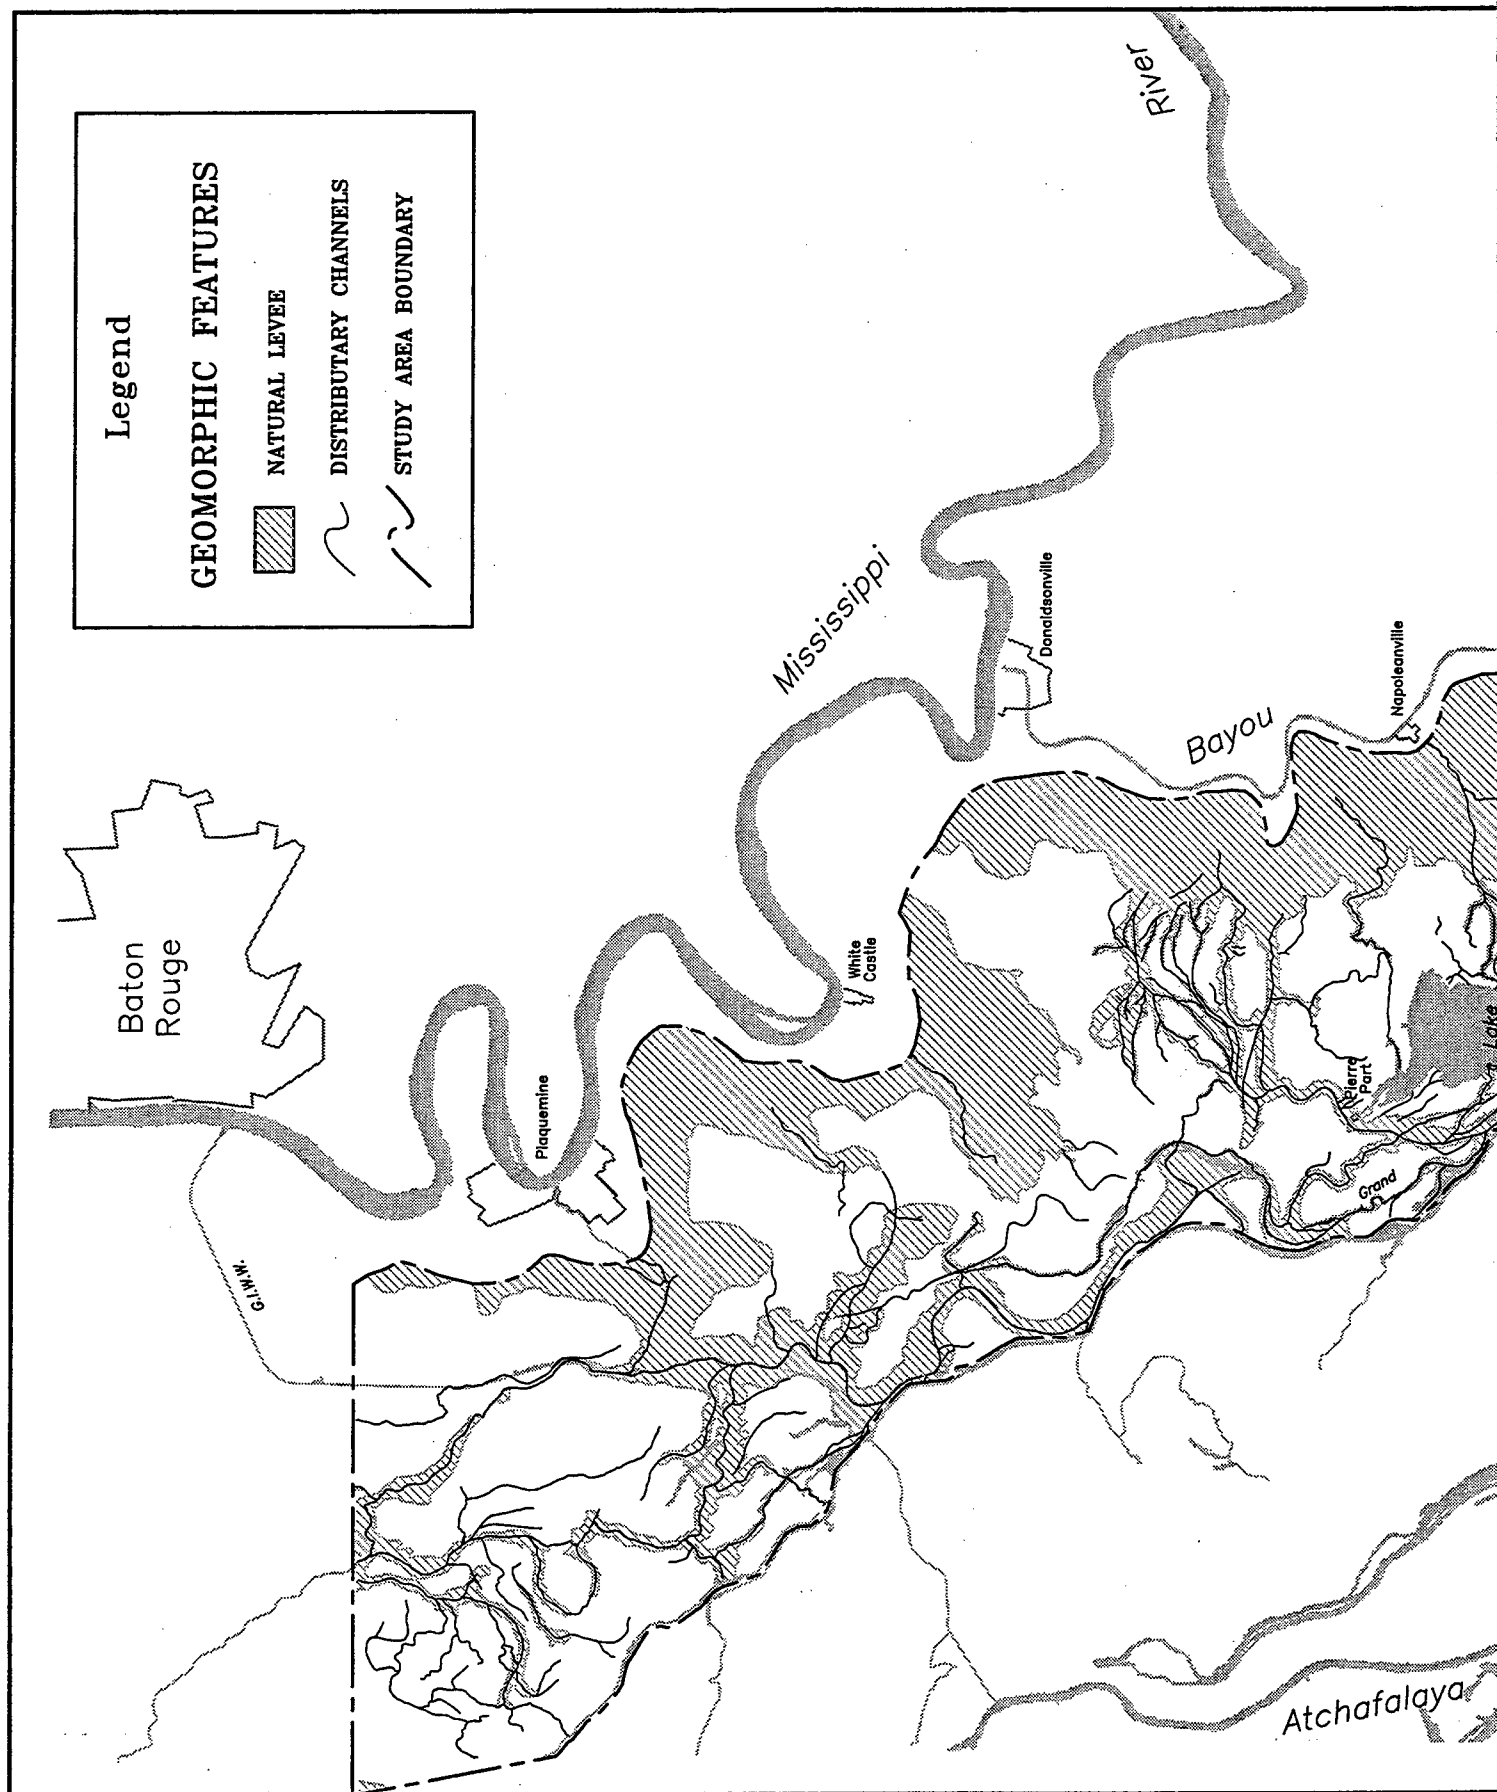 Legend
GEOMORPHIC FEATURES
NATURAL LEVEE
DISTRIBUTARY CHANNELS
STUDY AREA BOUNDARY
Baton
Rouge
G.I.W.W.
Plaquemine
White
Castle
Mississippi
River
Donaldsonville
Bayou
Napoleanville
Pierre
Part
Grand
Lake
Atchafalaya